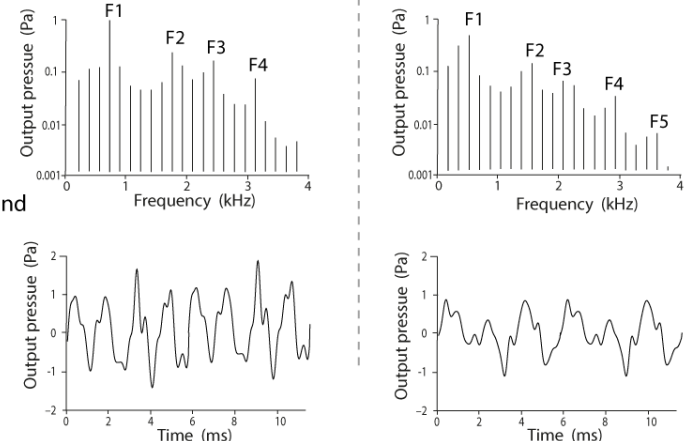 Output pressue (Pa)
1
0.1
0.01
0.001
F1
F2
F3
F4
0
1
2
3
4
Frequency (kHz)
Output pressue (Pa)
1
0.1
0.01
0.001
F1
F2
F3
F4
F5
0
1
2
3
4
Frequency (kHz)
nd
Output pressue (Pa)
2
1
0
-1
−2
0
2
4
6
8
10
Time (ms)
Output pressue (Pa)
2
1
0
-1
-2
0
2
4
6
8
10
Time (ms)